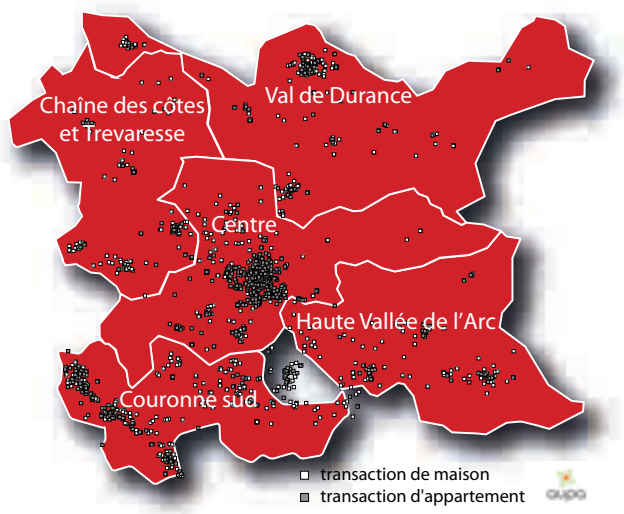 Val de Durance
Chaîne des côtes
et Trevaresse
Centre
Haute Vallée de l'Arc
Couronne sud
transaction de maison
transaction d'appartement
aupa